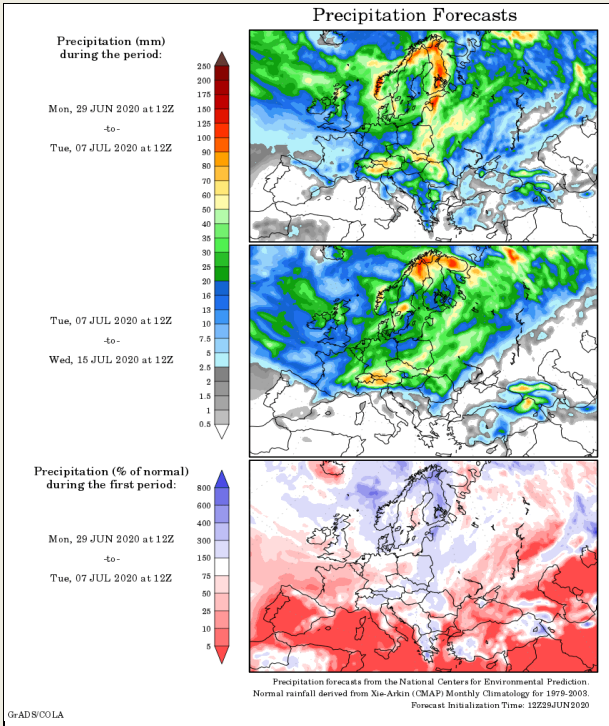 Precipitation Forecasts
Precipitation (mm)
during the period:
Mon, 29 JUN 2020 at 12Z
-to-
Tue, 07 JUL 2020 at 12Z
250
200
175
150
125
100
90
80
70
60
50
40
35
30
25
20
16
13
10
7.5
5
2.5
2
1.5
1
0.5
Tue, 07 JUL 2020 at 12Z
-to-
Wed, 15 JUL 2020 at 12Z
Precipitation (% of normal)
during the first period:
Mon, 29 JUN 2020 at 12Z
-to-
Tue, 07 JUL 2020 at 12Z
800
600
400
300
150
75
50
25
10
5
Precipitation forecasts from the National Centers for Environmental Prediction.
Normal rainfall derived from Xie-Arkin (CMAP) Monthly Climatology for 1979-2003.
Forecast Initialization Time: 12Z29JUN2020
GrADS/COLA